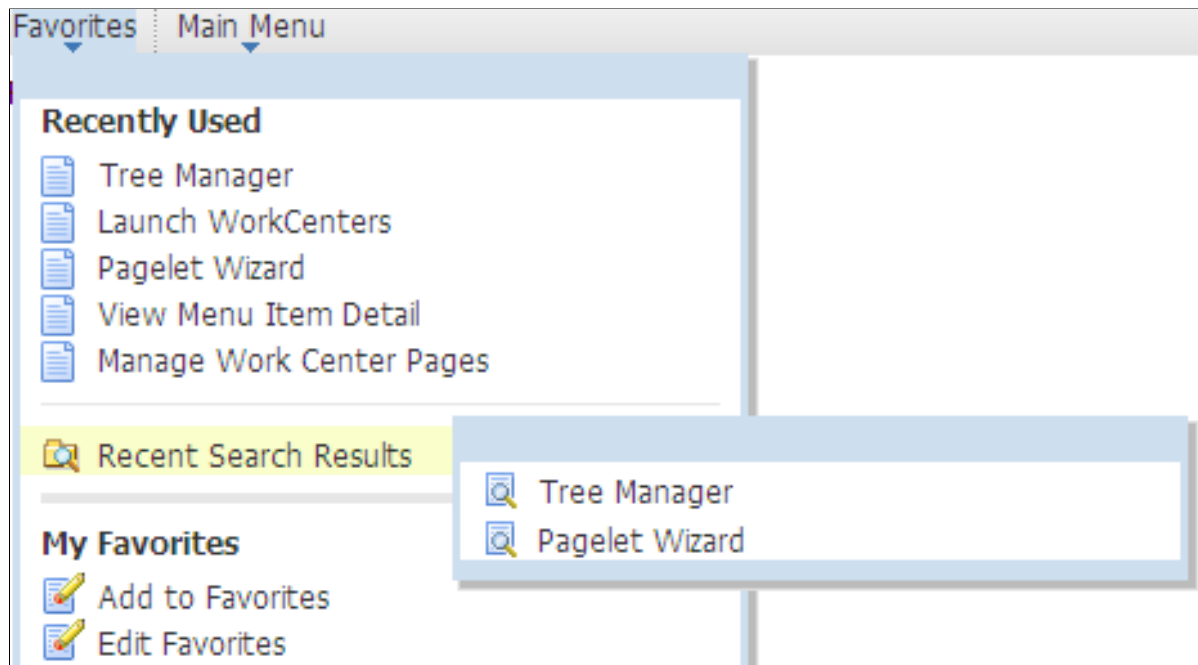 Favorites Main Menu
Recently Used
Tree Manager
Launch WorkCenters
Pagelet Wizard
View Menu Item Detail
Manage Work Center Pages
Recent Search Results
Tree Manager
Pagelet Wizard
My Favorites
Add to Favorites
Edit Favorites